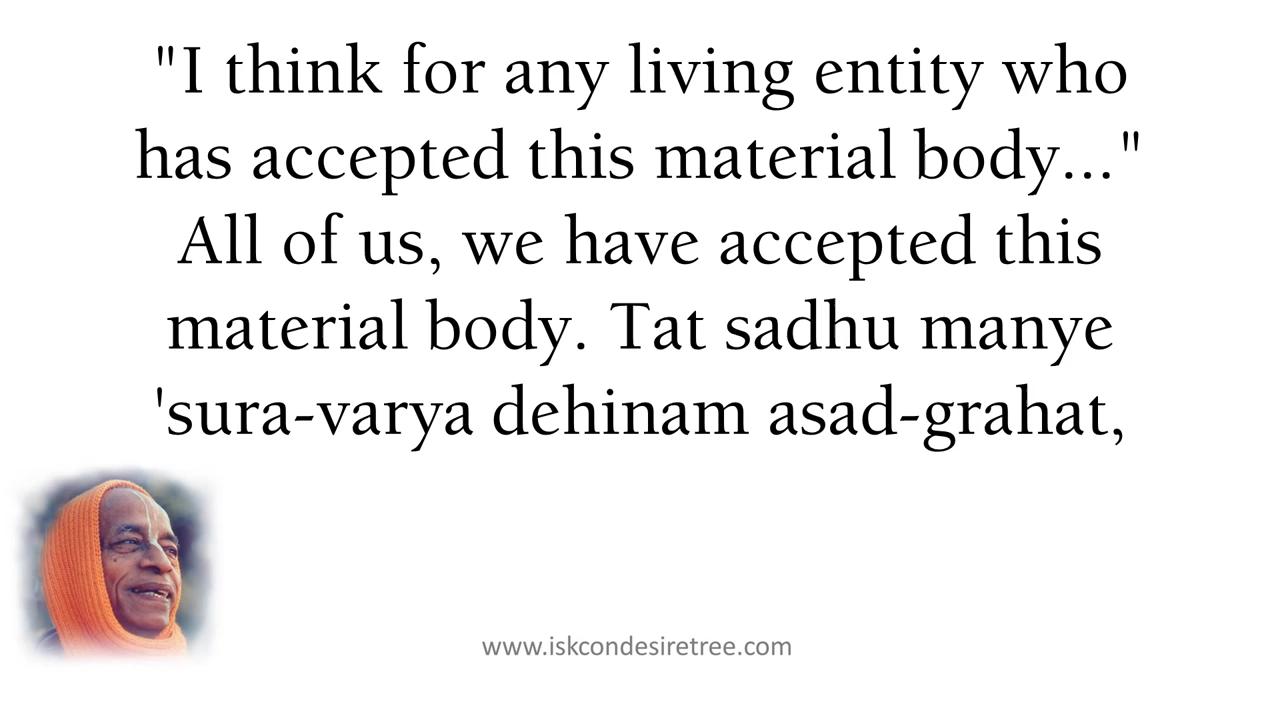 "I think for any living entity who
has accepted this material body..."
All of us, we have accepted this
material body. Tat sadhu manye
'sura-varya dehinam asad-grahat,
www.iskcondesiretree.com